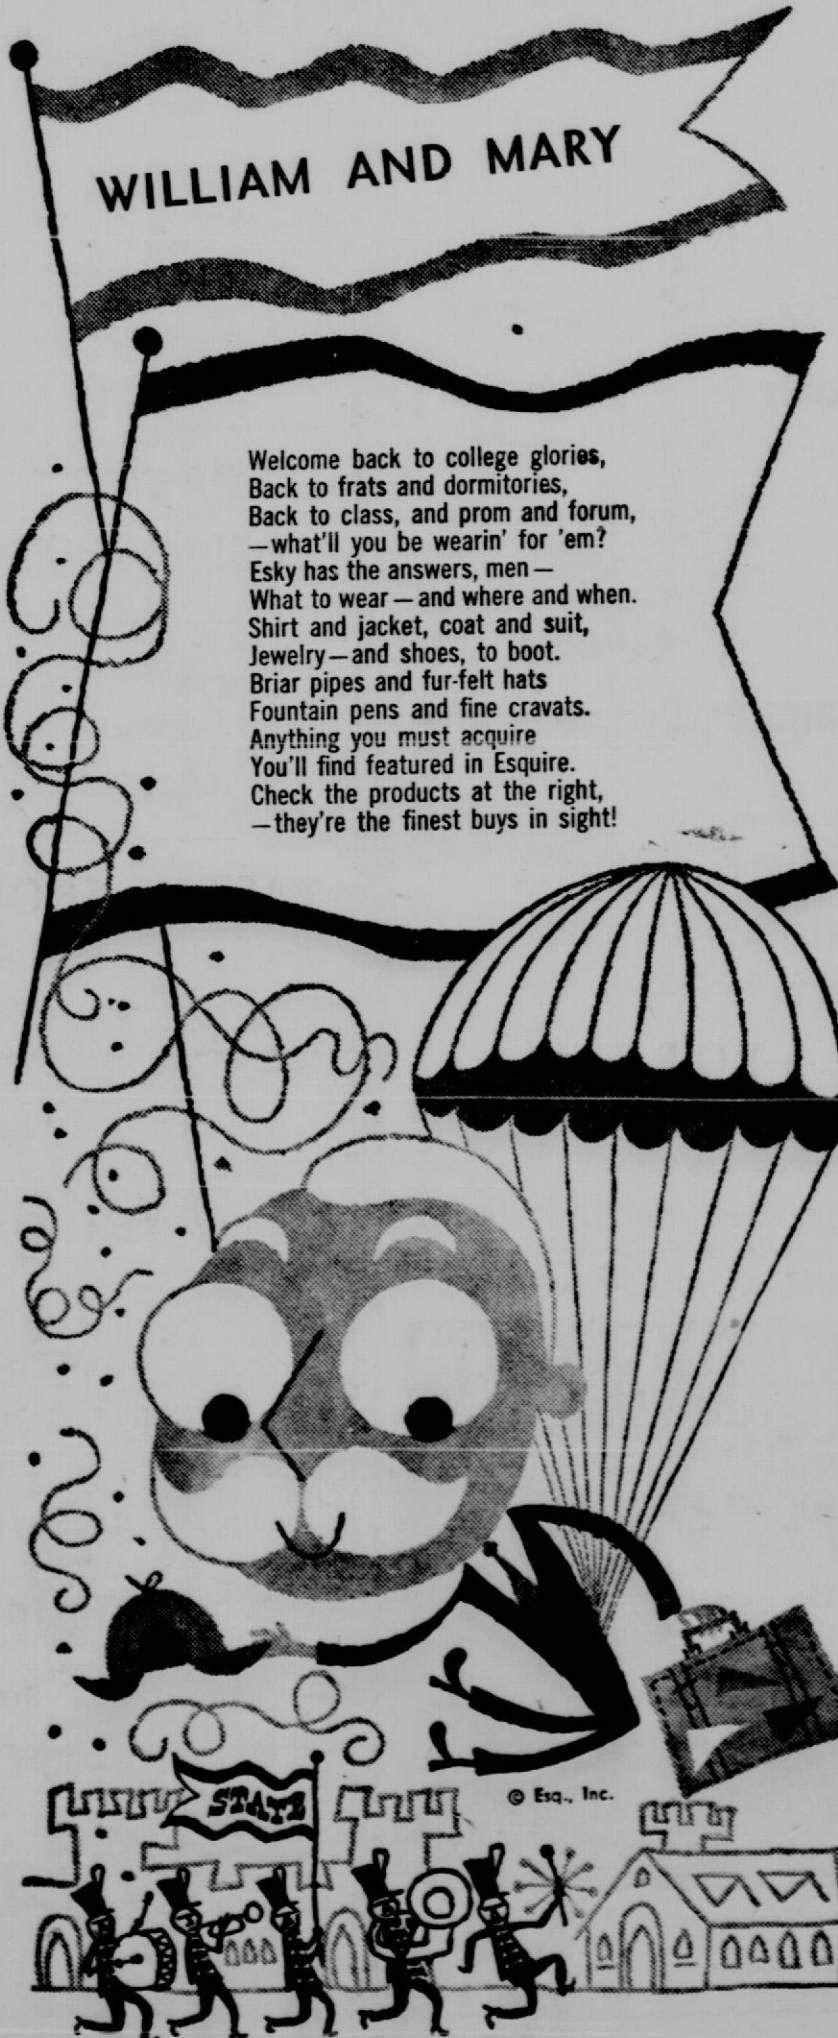 WILLIAM AND MARY
Welcome back to college glories,
Back to frats and dormitories,
Back to class, and prom and forum,
—what'll you be wearin' for 'em?
Esky has the answers, men—
What to wear—and where and when.
Shirt and jacket, coat and suit,
Jewelry—and shoes, to boot.
Briar pipes and fur-felt hats
Fountain pens and fine cravats.
Anything you must acquire
You'll find featured in Esquire.
Check the products at the right,
—they're the finest buys in sight!
© Esq., Inc.
STATE